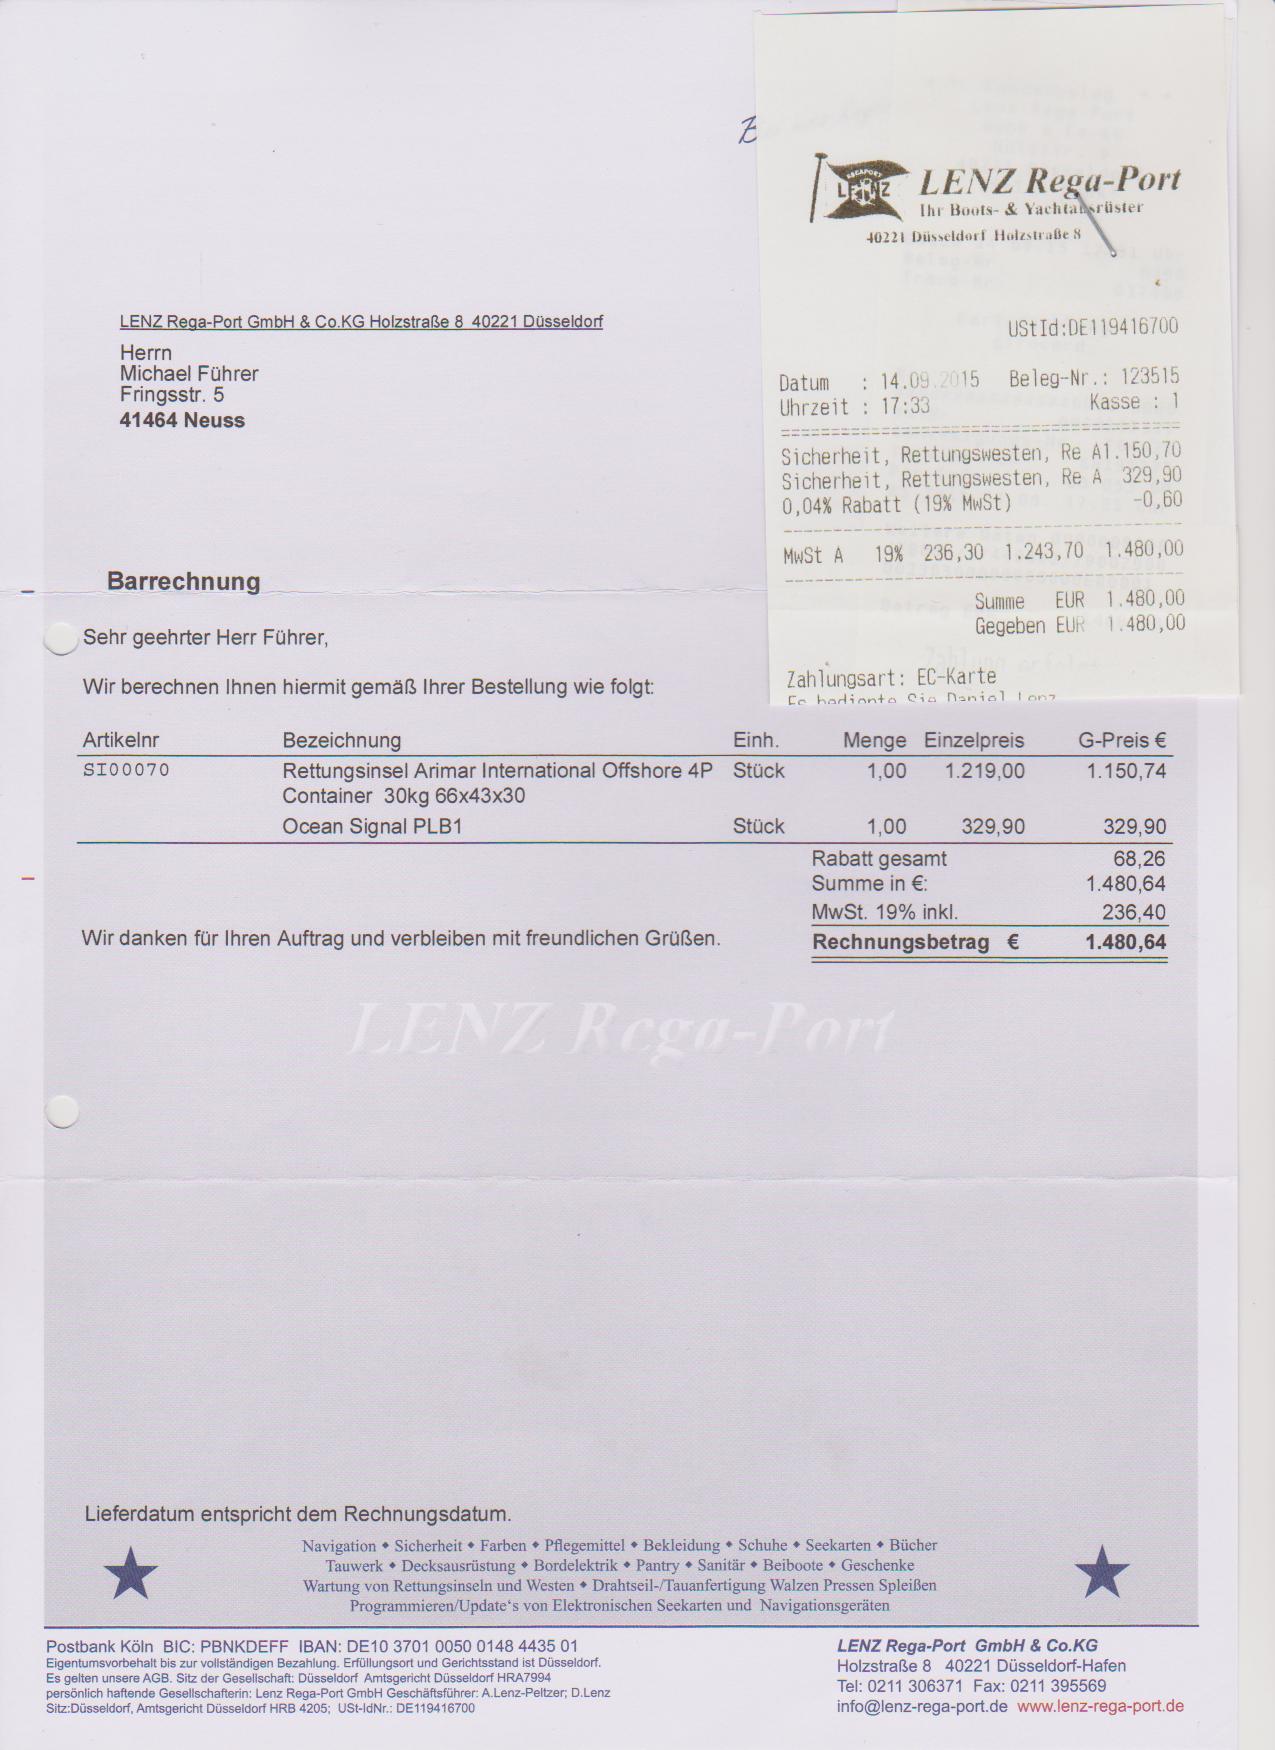 LENZ Rega-Port
Ihr Boots- & Yachtausrüster
40221 Düsseldorf Holzstraße 8
UStId:DE119416700
Datum : 14.09.2015 Beleg-Nr.: 123515
Uhrzeit : 17:33 Kasse : 1
Sicherheit, Rettungswesten, Re A1.150,70
Sicherheit, Rettungswesten, Re A 329,90
0,04% Rabatt (19% MwSt) -0,60
MwSt A 19% 236,30 1.243,70 1.480,00
Summe EUR 1.480,00
Gegeben EUR 1.480,00
Zahlungsart: EC-Karte
Es bediente Sie Daniel Lenz
LENZ Rega-Port GmbH & Co.KG Holzstraße 8 40221 Düsseldorf
Herrn
Michael Führer
Fringsstr. 5
41464 Neuss
Barrechnung
Sehr geehrter Herr Führer,
Wir berechnen Ihnen hiermit gemäß Ihrer Bestellung wie folgt:
Artikelnr Bezeichnung Einh. Menge Einzelpreis G-Preis €
SI00070 Rettungsinsel Arimar International Offshore 4P Stück 1,00 1.219,00 1.150,74
Container 30kg 66x43x30
Ocean Signal PLB1 Stück 1,00 329,90 329,90
Rabatt gesamt 68,26
Summe in €: 1.480,64
MwSt. 19% inkl. 236,40
Wir danken für Ihren Auftrag und verbleiben mit freundlichen Grüßen.
Rechnungsbetrag € 1.480,64
LENZ Rega-Port
Lieferdatum entspricht dem Rechnungsdatum.
Navigation ◆ Sicherheit ◆ Farben ◆ Pflegemittel ◆ Bekleidung ◆ Schuhe ◆ Seekarten ◆ Bücher
Tauwerk ◆ Decksausrüstung ◆ Bordelektrik ◆ Pantry ◆ Sanitär ◆ Beiboote ◆ Geschenke
Wartung von Rettungsinseln und Westen ◆ Drahtseil-/Tauanfertigung Walzen Pressen Spleißen
Programmieren/Update‘s von Elektronischen Seekarten und Navigationsgeräten
Postbank Köln BIC: PBNKDEFF IBAN: DE10 3701 0050 0148 4435 01
Eigentumsvorbehalt bis zur vollständigen Bezahlung. Erfüllungsort und Gerichtsstand ist Düsseldorf.
Es gelten unsere AGB. Sitz der Gesellschaft: Düsseldorf Amtsgericht Düsseldorf HRA7994
persönlich haftende Gesellschafterin: Lenz Rega-Port GmbH Geschäftsführer: A.Lenz-Peltzer; D.Lenz
Sitz:Düsseldorf, Amtsgericht Düsseldorf HRB 4205; USt-IdNr.: DE119416700
LENZ Rega-Port GmbH & Co.KG
Holzstraße 8 40221 Düsseldorf-Hafen
Tel: 0211 306371 Fax: 0211 395569
info@lenz-rega-port.de www.lenz-rega-port.de